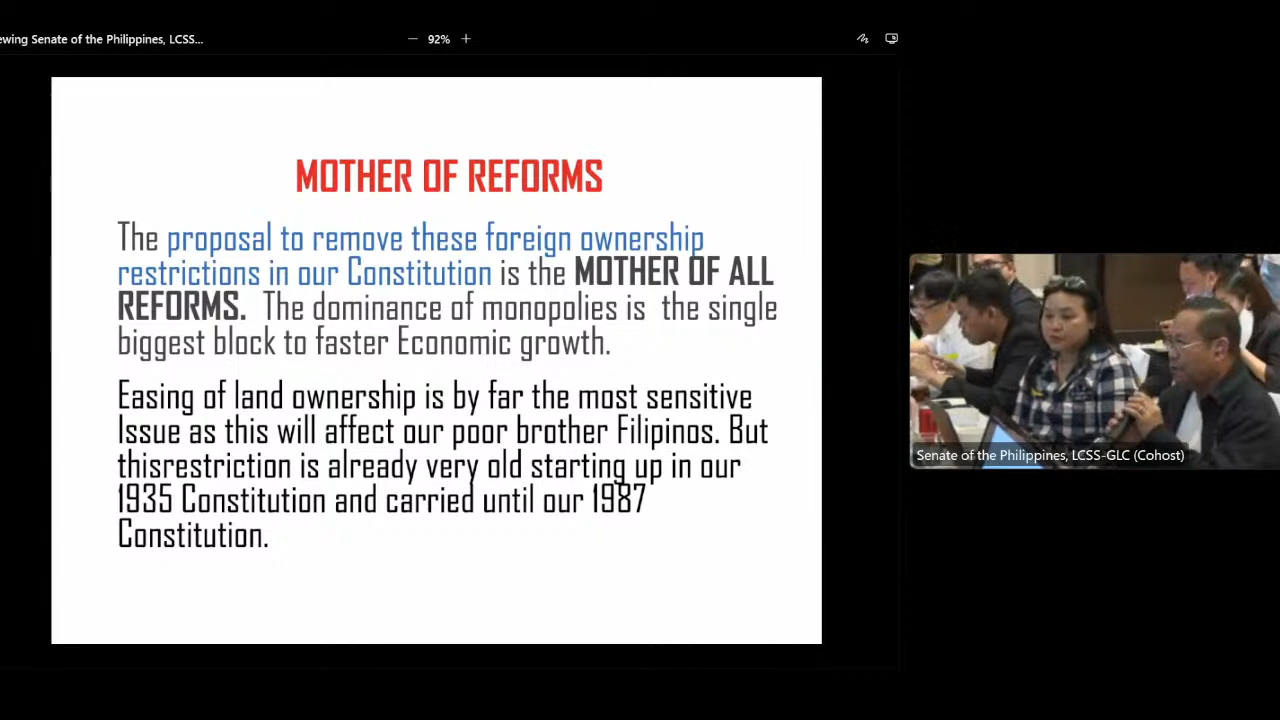 ewing Senate of the Philippines, LCSS...
92%
MOTHER OF REFORMS
The proposal to remove these foreign ownership
restrictions in our Constitution is the MOTHER OF ALL
REFORMS. The dominance of monopolies is the single
biggest block to faster Economic growth.
Easing of land ownership is by far the most sensitive
Issue as this will affect our poor brother Filipinos. But
thisrestriction is already very old starting up in our
1935 Constitution and carried until our 1987
Constitution.
Senate of the Philippines, LCSS-GLC (Cohost)